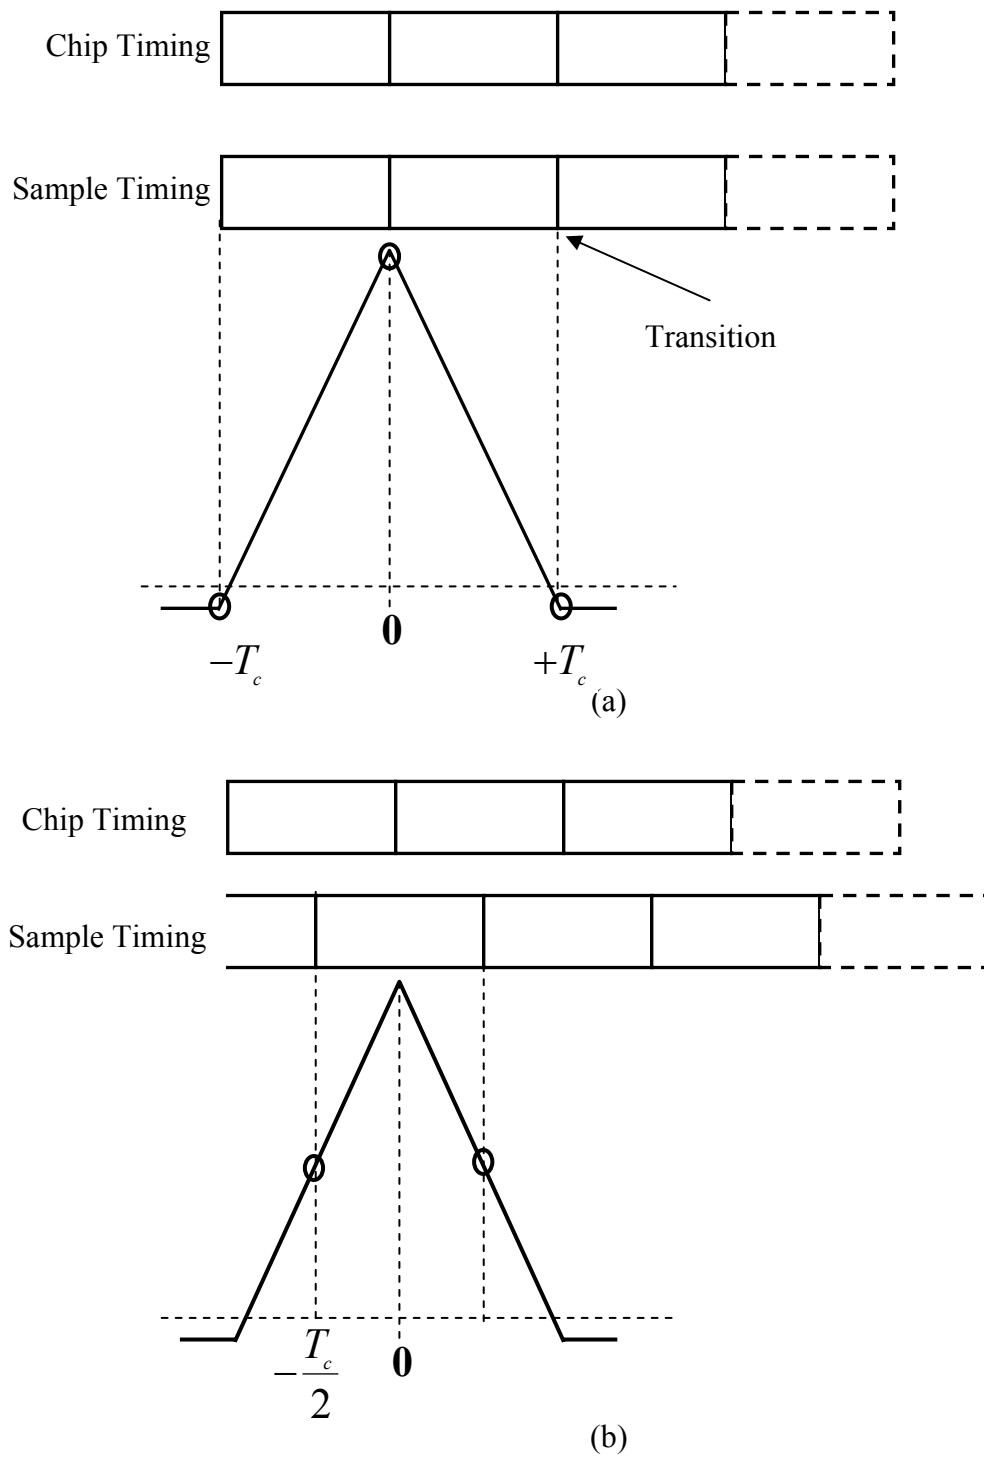 Chip Timing
Sample Timing
Transition
0
−T_c
+T_c
(a)
Chip Timing
Sample Timing
−T_c/2
0
(b)